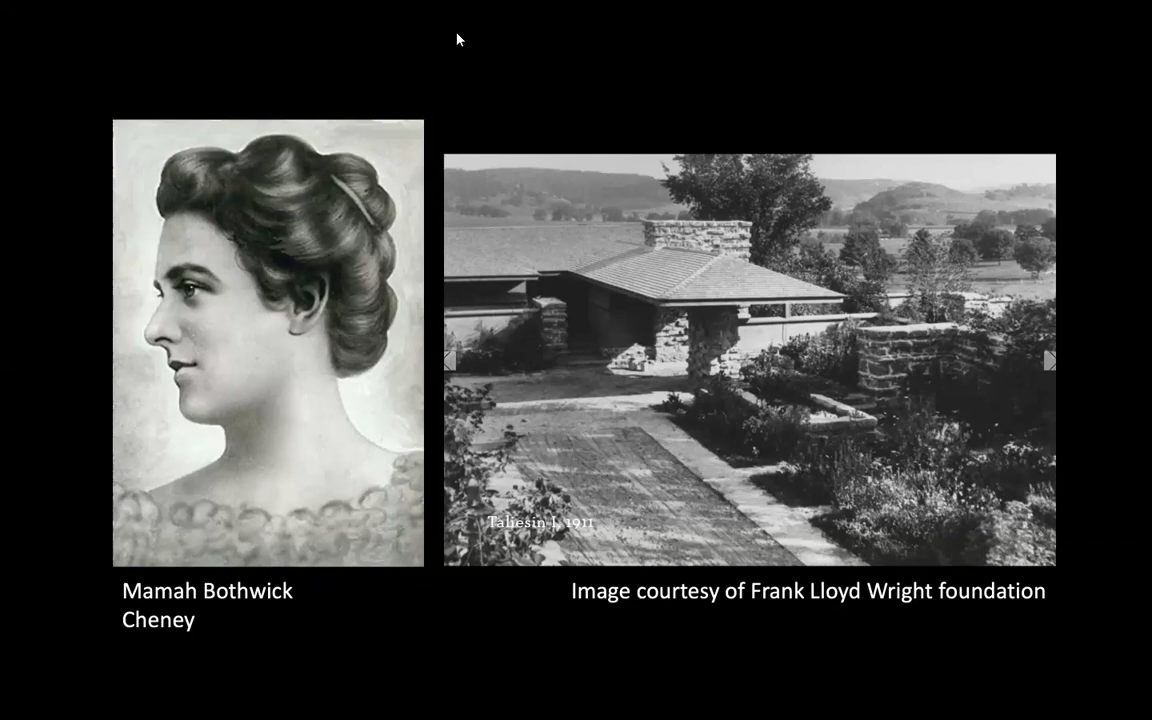 Taliesin I, 1911
Mamah Bothwick
Cheney
Image courtesy of Frank Lloyd Wright foundation